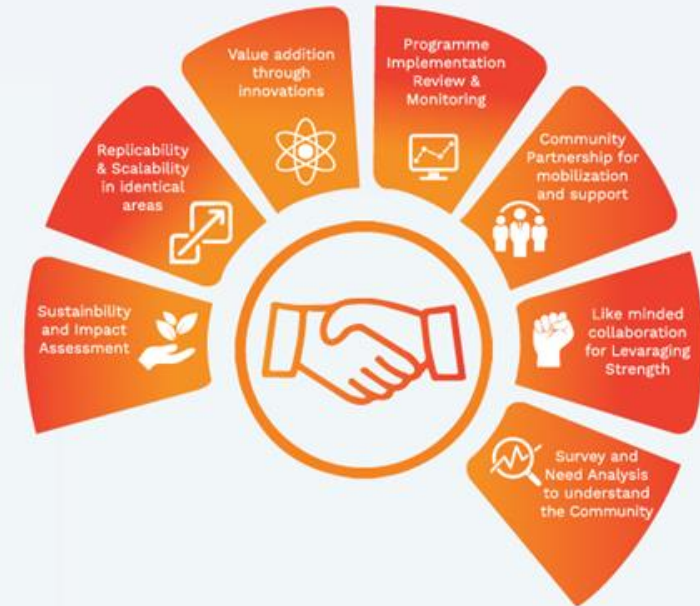 Value addition
through
innovations
Programme
Implementation
Review &
Monitoring
Replicability
& Scalability
in identical
areas
Community
Partnership for
mobilization
and support
Sustainbility
and Impact
Assessment
Like minded
collaboration
for Levaraging
Strength
Survey and
Need Analysis
to understand
the Community